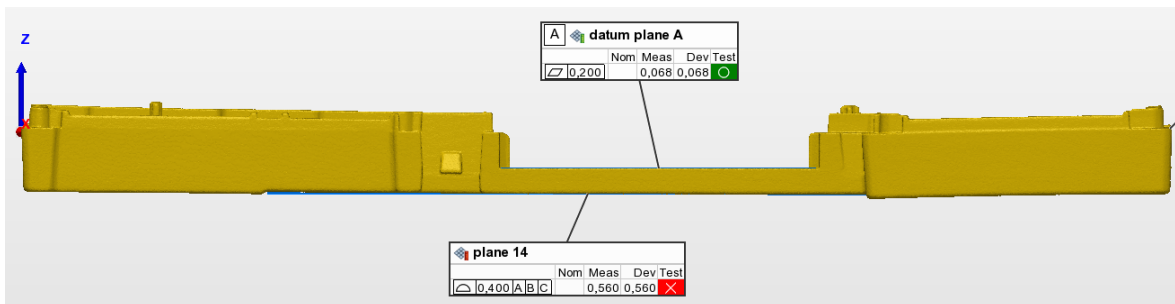 Z
A datum plane A
Nom Meas Dev Test
0,200 0,068 0,068
plane 14
Nom Meas Dev Test
0,400 A B C 0,560 0,560